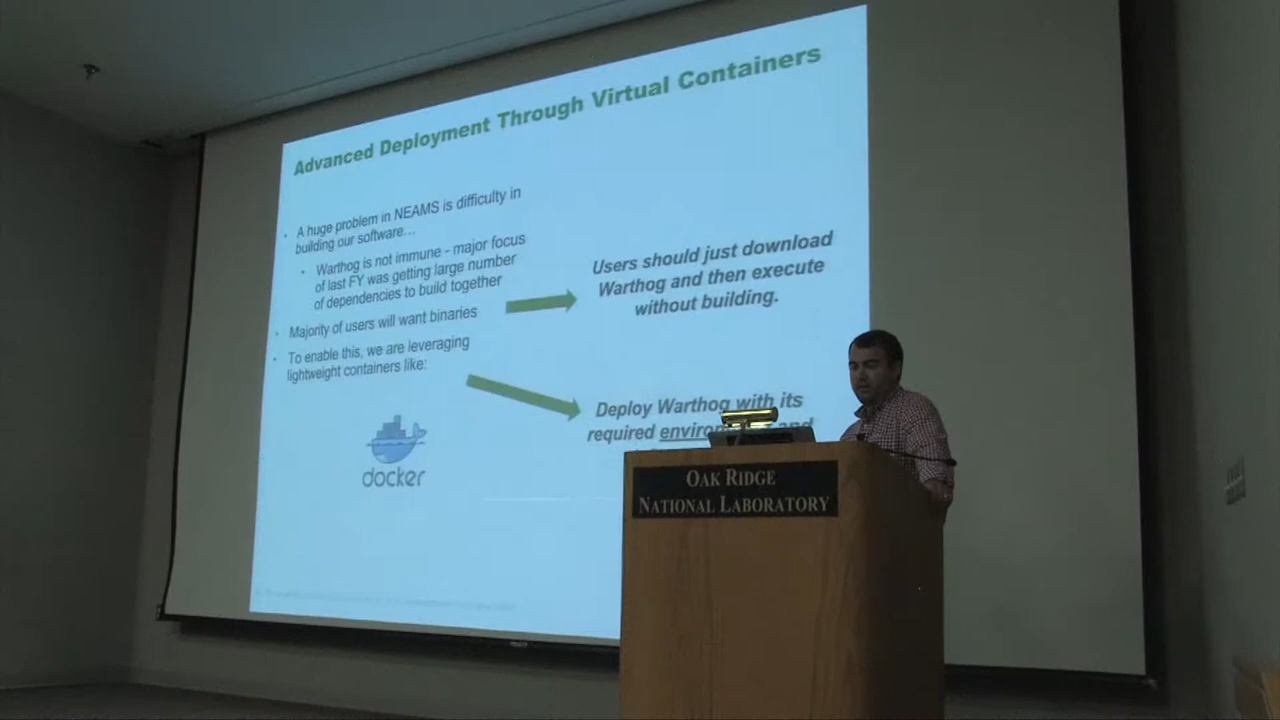 Advanced Deployment Through Virtual Containers
A huge problem in NEAMS is difficulty in
building our software…
Warthog is not immune - major focus
of last FY was getting large number
of dependencies to build together
Majority of users will want binaries
To enable this, we are leveraging
lightweight containers like:
docker
Users should just download
Warthog and then execute
without building.
Deploy Warthog with its
required and
OAK RIDGE
NATIONAL LABORATORY